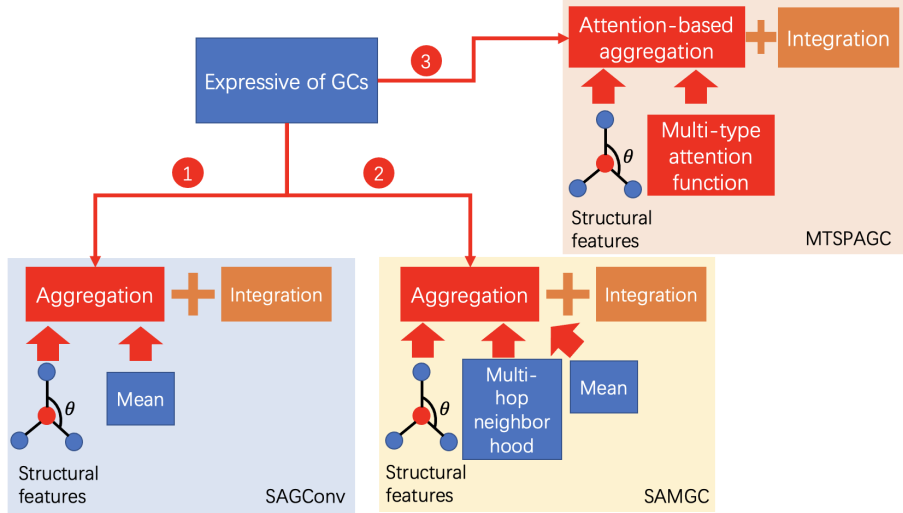 Expressive of GCs
3
Attention-based
aggregation
Integration
θ
Multi-type
attention
function
Structural
features
MTSPAGC
1
2
Aggregation
Integration
θ
Mean
Structural
features
SAGConv
Aggregation
Integration
θ
Multi-
hop
neighbor
hood
Mean
Structural
features
SAMGC